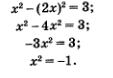 x² − (2x)² = 3;
x² − 4x² = 3;
−3x² = 3;
x² = −1.